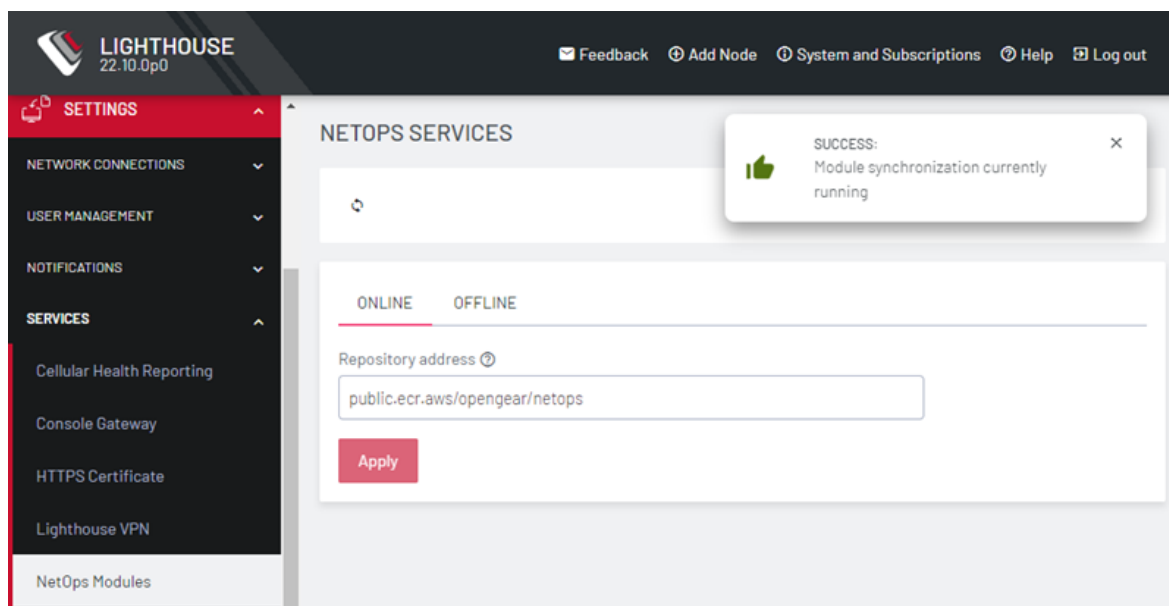 LIGHTHOUSE
22.10.0p0
Feedback
Add Node
System and Subscriptions
Help
Log out
SETTINGS
NETWORK CONNECTIONS
USER MANAGEMENT
NOTIFICATIONS
SERVICES
Cellular Health Reporting
Console Gateway
HTTPS Certificate
Lighthouse VPN
NetOps Modules
NETOPS SERVICES
SUCCESS:
Module synchronization currently
running
ONLINE
OFFLINE
Repository address
public.ecr.aws/opengear/netops
Apply